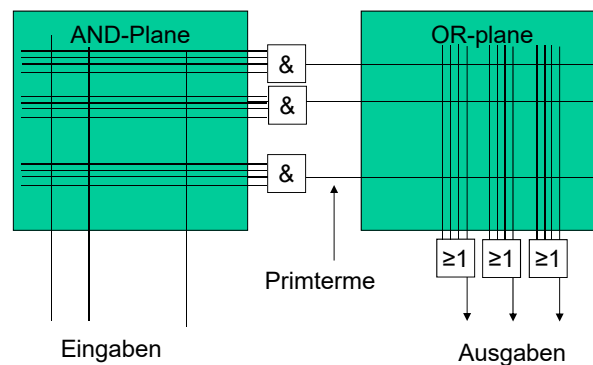 AND-Plane
OR-plane
&
&
&
≥1 ≥1 ≥1
Primterme
Eingaben
Ausgaben